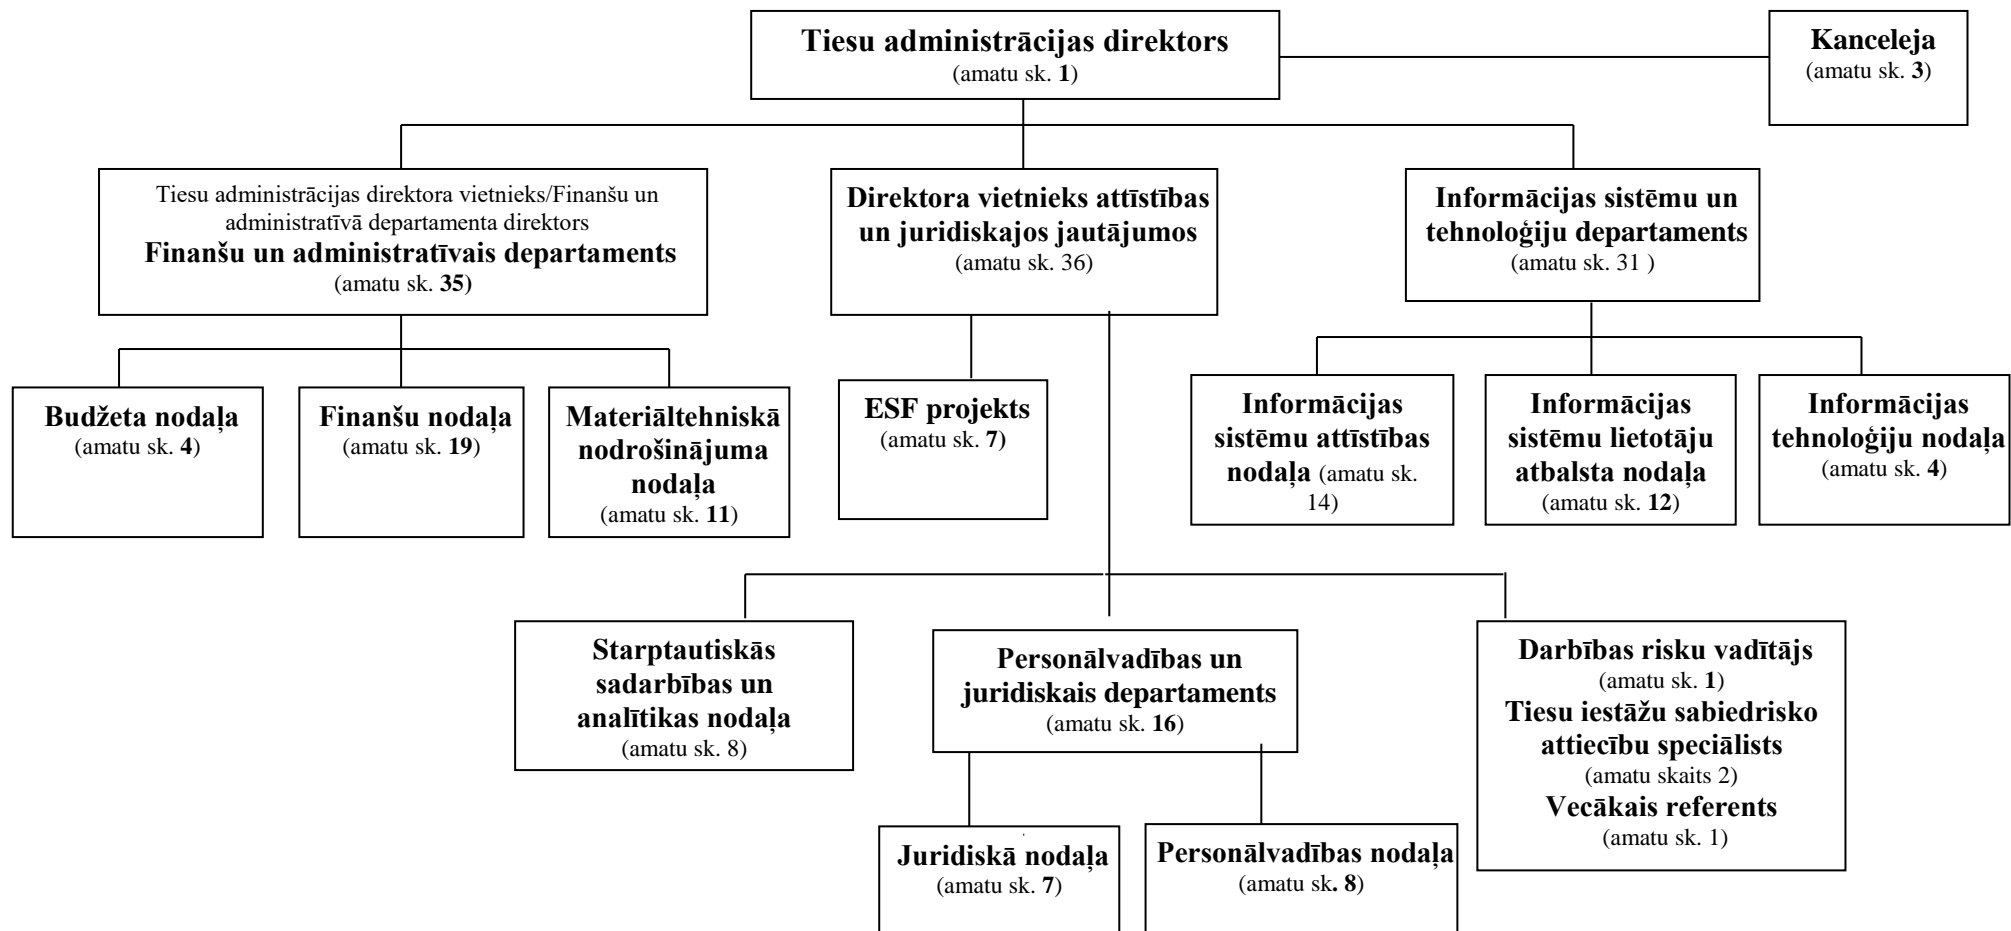 Tiesu administrācijas direktors
(amatu sk. 1)
Kanceleja
(amatu sk. 3)
Tiesu administrācijas direktora vietnieks/Finanšu un
administratīvā departamenta direktors
Finanšu un administratīvais departaments
(amatu sk. 35)
Direktora vietnieks attīstības
un juridiskajos jautājumos
(amatu sk. 36)
Informācijas sistēmu un
tehnoloģiju departaments
(amatu sk. 31 )
Budžeta nodaļa
(amatu sk. 4)
Finanšu nodaļa
(amatu sk. 19)
Materiāltehniskā
nodrošinājuma
nodaļa
(amatu sk. 11)
ESF projekts
(amatu sk. 7)
Informācijas
sistēmu attīstības
nodaļa (amatu sk.
14)
Informācijas
sistēmu lietotāju
atbalsta nodaļa
(amatu sk. 12)
Informācijas
tehnoloģiju nodaļa
(amatu sk. 4)
Starptautiskās
sadarbības un
analītikas nodaļa
(amatu sk. 8)
Personālvadības un
juridiskais departaments
(amatu sk. 16)
Darbības risku vadītājs
(amatu sk. 1)
Tiesu iestāžu sabiedrisko
attiecību speciālists
(amatu skaits 2)
Vecākais referents
(amatu sk. 1)
Juridiskā nodaļa
(amatu sk. 7)
Personālvadības nodaļa
(amatu sk. 8)